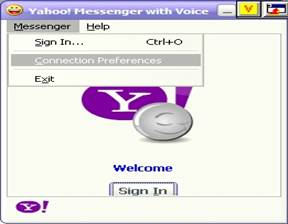 Yahoo! Messenger with Voice
Messenger Help
Sign In... Ctrl+O
Connection Preferences
Exit
Y!
Welcome
Sign In
Y!